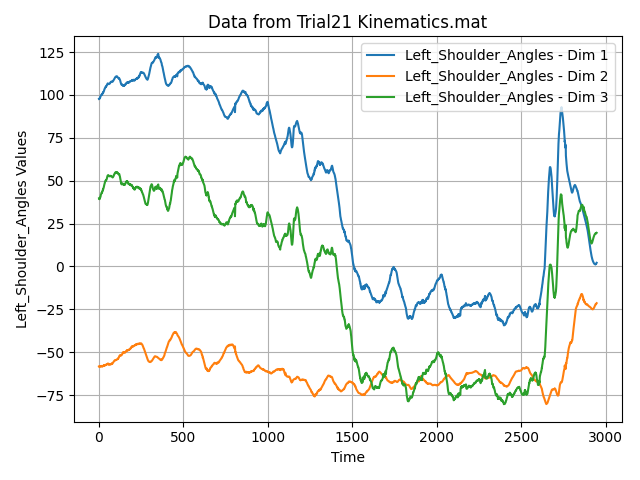 Data from Trial21 Kinematics.mat
Left_Shoulder_Angles - Dim 1
Left_Shoulder_Angles - Dim 2
Left_Shoulder_Angles - Dim 3
Left_Shoulder_Angles Values
125
100
75
50
25
0
−25
−50
−75
0 500 1000 1500 2000 2500 3000
Time